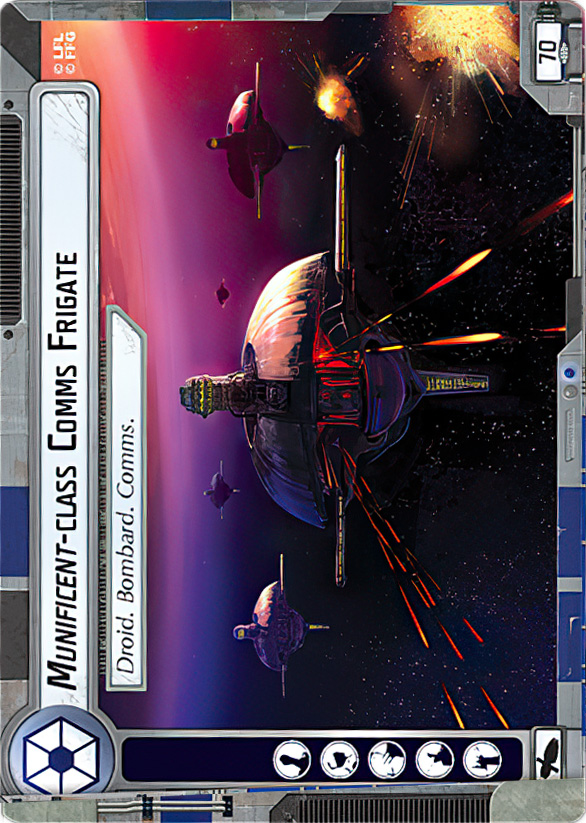 MUNIFICENT-CLASS COMMS FRIGATE
Droid. Bombard. Comms.
70
© LFL
© FFG